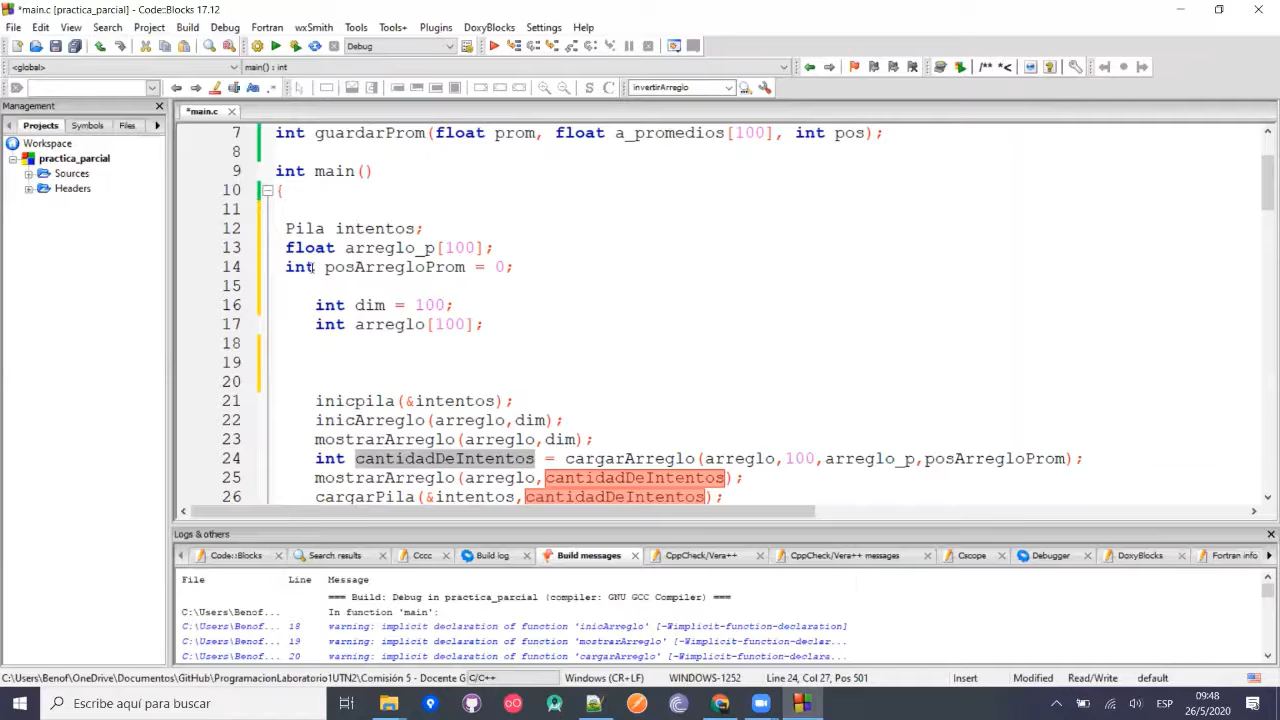 *main.c [practica_parcial] - Code::Blocks 17.12
File Edit View Search Project Build Debug Fortran wxSmith Tools Tools+ Plugins DoxyBlocks Settings Help
Debug
<global> main() : int
/** *<
.* S C invertirArreglo
Management *main.c
Projects Symbols Files
Workspace
practica_parcial
Sources
Headers
7 int guardarProm(float prom, float a_promedios[100], int pos);
8
9 int main()
10 {
11
12 Pila intentos;
13 float arreglo_p[100];
14 int posArregloProm = 0;
15
16 int dim = 100;
17 int arreglo[100];
18
19
20
21 inicpila(&intentos);
22 inicArreglo(arreglo,dim);
23 mostrarArreglo(arreglo,dim);
24 int cantidadDeIntentos = cargarArreglo(arreglo,100,arreglo_p,posArregloProm);
25 mostrarArreglo(arreglo,cantidadDeIntentos);
26 cargarPila(&intentos,cantidadDeIntentos);
Logs & others
Code::Blocks Search results Cccc Build log Build messages CppCheck/Vera++ CppCheck/Vera++ messages Cscope Debugger DoxyBlocks Fortran info
File Line Message
=== Build: Debug in practica_parcial (compiler: GNU GCC Compiler) ===
C:\Users\Benof... In function 'main':
C:\Users\Benof... 18 warning: implicit declaration of function 'inicArreglo' [-Wimplicit-function-declaration]
C:\Users\Benof... 19 warning: implicit declaration of function 'mostrarArreglo' [-Wimplicit-function-declar...
C:\Users\Benof... 20 warning: implicit declaration of function 'cargarArreglo' [-Wimplicit-function-declara...
C:\Users\Benof\OneDrive\Documentos\GitHub\ProgramacionLaboratorio1UTN2\Comisión 5 - Docente G C/C++ Windows (CR+LF) WINDOWS-1252 Line 24, Col 27, Pos 501 Insert Modified Read/Write default
Escribe aquí para buscar ESP 09:48
26/5/2020